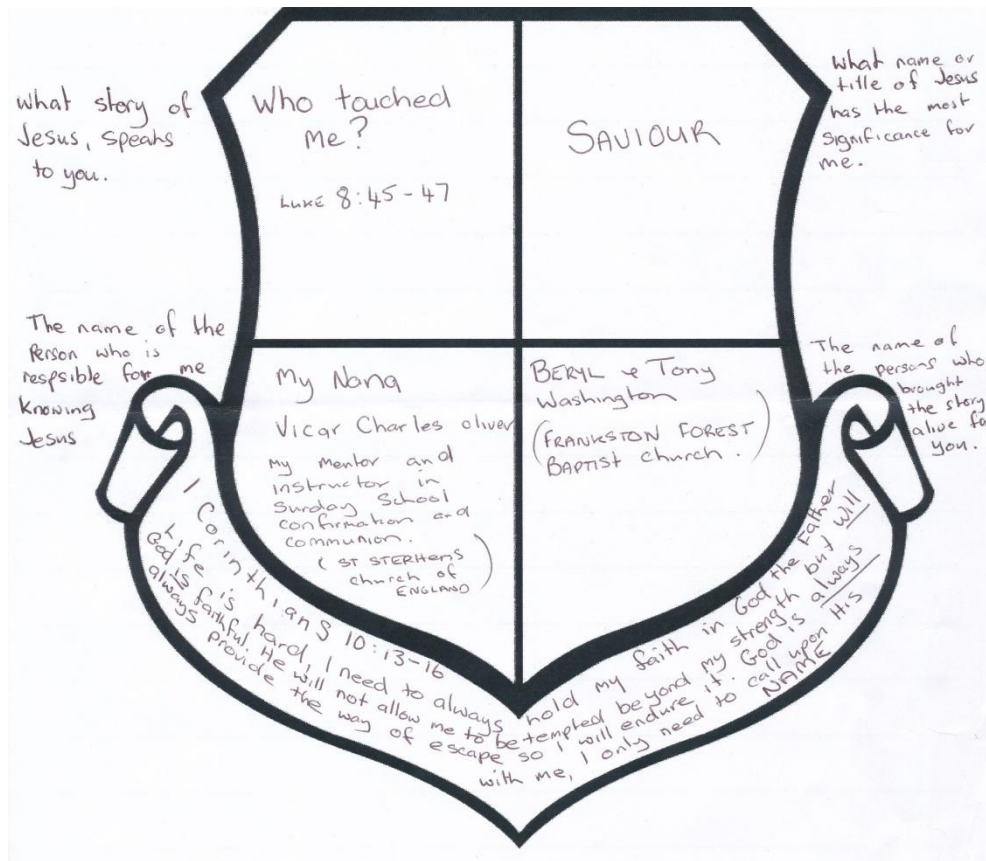 What story of
Jesus, speaks
to you.
Who touched
Me?
Luke 8:45-47
SAVIOUR
What name or
title of Jesus
has the most
significance for
me.
The name of the
Person who is
respsible for me
knowing
Jesus
My Nana
Vicar Charles oliver
My mentor and
instructor in
Sunday School
confirmation and
communion.
(ST STERHENS
church of
ENGLAND)
BERYL & Tony
Washington
(FRANKSTON FOREST
BAPTIST church.)
The name of
the persons who
brought
the story
alive for
you.
1 Corinthians 10:13-16
Life is hard, I need to always hold my faith in God the Father
God is faithful. He will not allow me to be tempted beyond my strength but will
always provide the way of escape so I will endure it. God is always
with me, I only need to call upon His
NAME